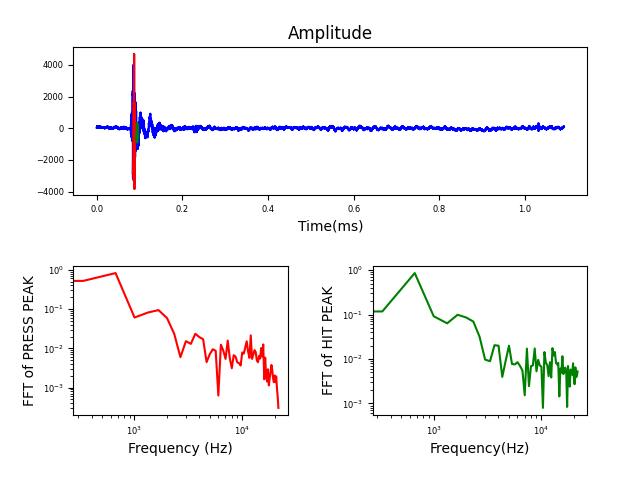 Amplitude
4000
2000
0
−2000
−4000
0.0 0.2 0.4 0.6 0.8 1.0
Time(ms)
FFT of PRESS PEAK
10⁰
10⁻¹
10⁻²
10⁻³
10³ 10⁴
Frequency (Hz)
FFT of HIT PEAK
10⁰
10⁻¹
10⁻²
10⁻³
10³ 10⁴
Frequency(Hz)